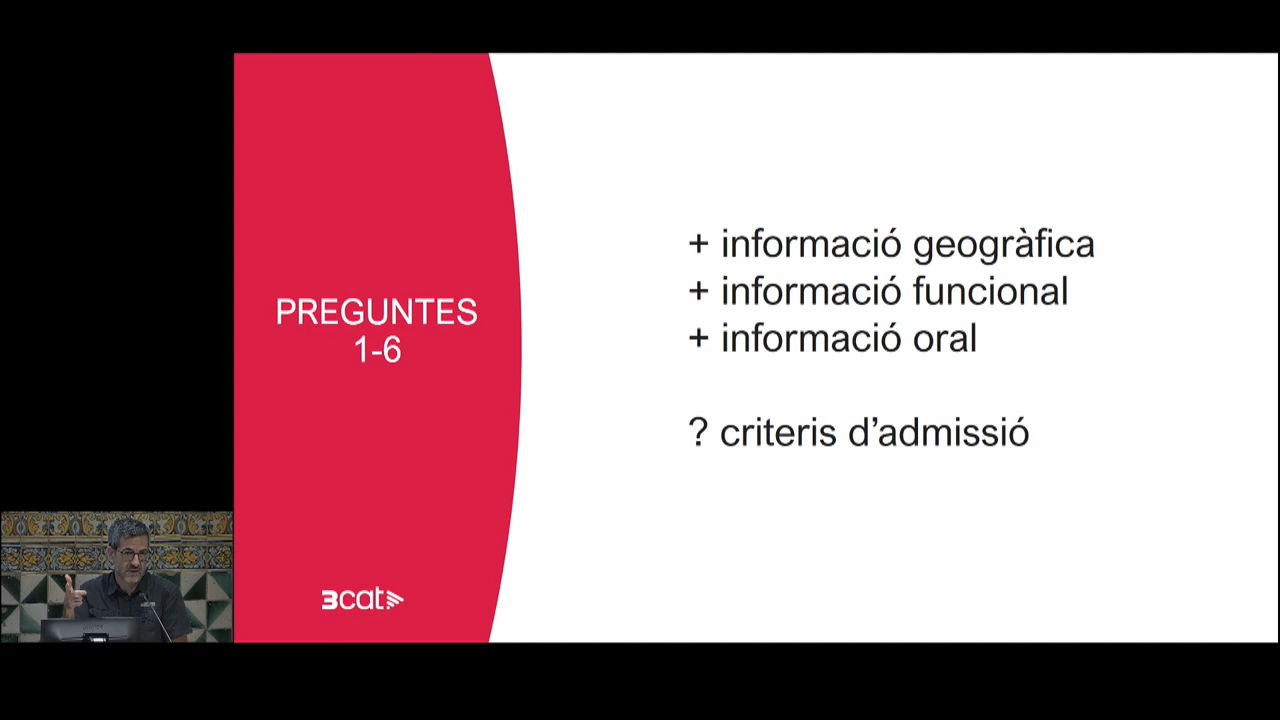 PREGUNTES
1-6
+ informació geogràfica
+ informació funcional
+ informació oral
? criteris d’admissió
3cat